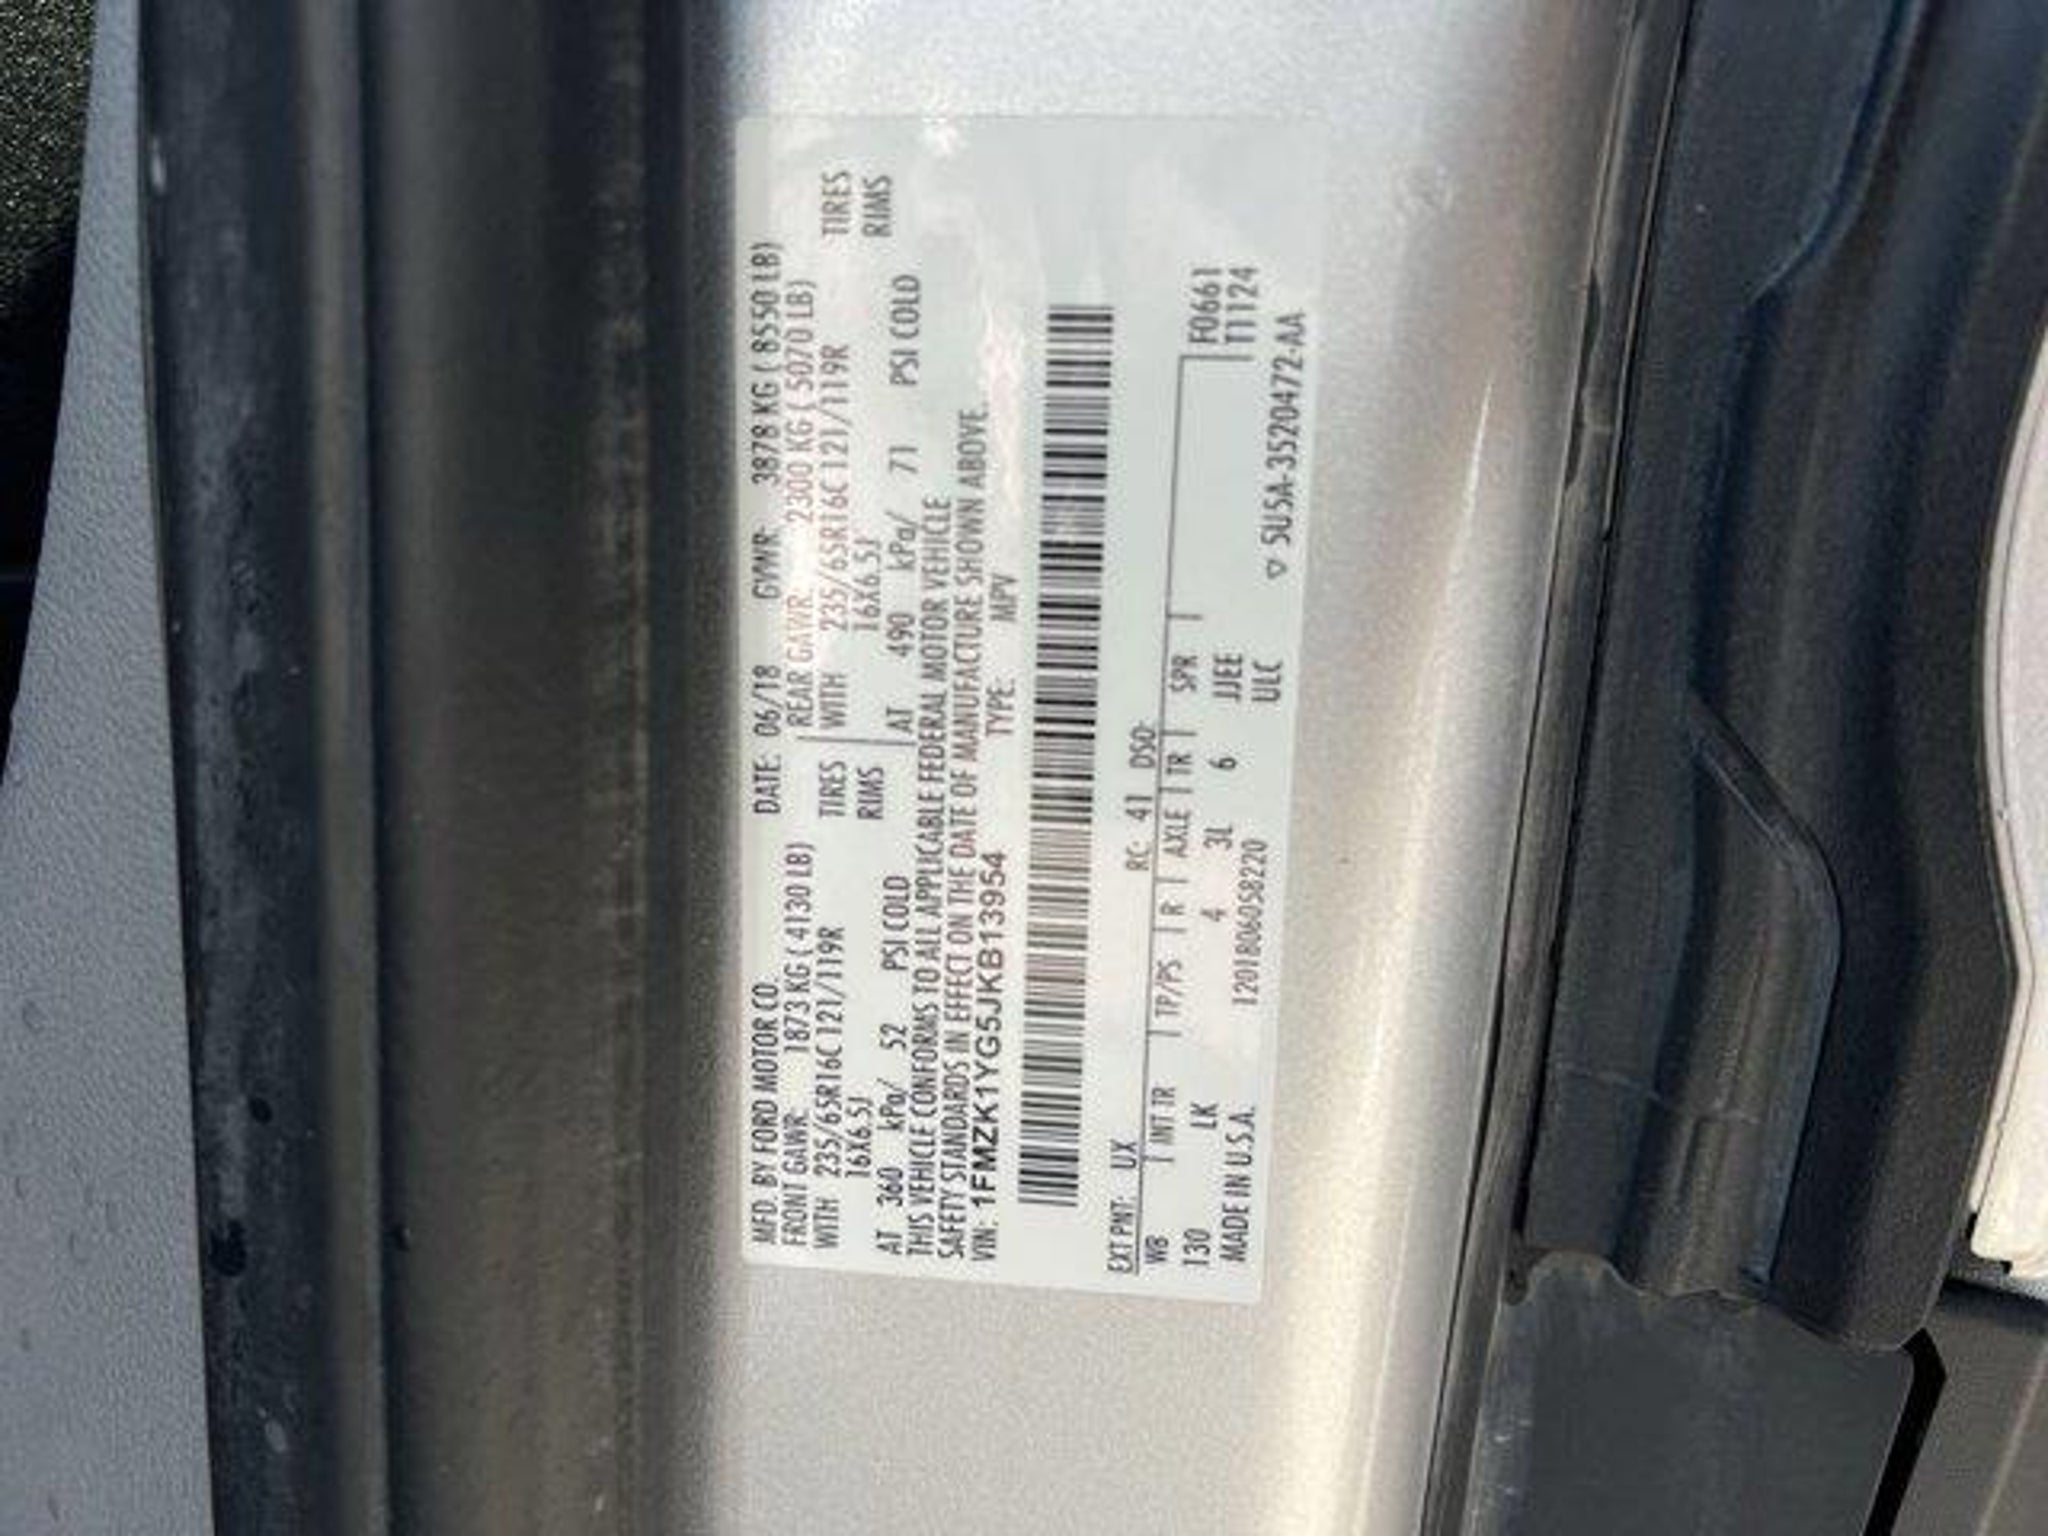 MFD. BY FORD MOTOR CO. DATE: 06/18 GVWR: 3878 KG ( 8550 LB)
FRONT GAWR: 1873 KG ( 4130 LB) REAR GAWR: 2300 KG ( 5070 LB)
WITH 235/65R16C 121/119R TIRES WITH 235/65R16C 121/119R TIRES
16X6.5J RIMS 16X6.5J RIMS
AT 360 kPa/ 52 PSI COLD AT 490 kPa/ 71 PSI COLD
THIS VEHICLE CONFORMS TO ALL APPLICABLE FEDERAL MOTOR VEHICLE
SAFETY STANDARDS IN EFFECT ON THE DATE OF MANUFACTURE SHOWN ABOVE.
VIN: 1FMZK1YG5JKB13954 TYPE: MPV
EXT PNT: UX RC: 41 DSO:
WB INT TR TP/PS R AXLE TR SPR
130 LK 4 3L 6 JJEE
F0661
T1124
MADE IN U.S.A. 1201806058220 ULC
▽ 5U5A-3520472-AA